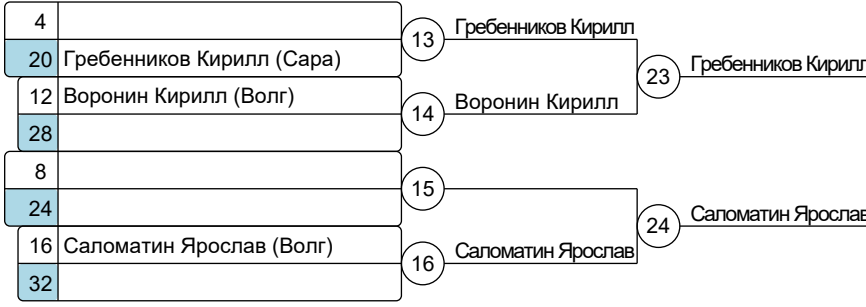 4
20 Гребенников Кирилл (Сара)
12 Воронин Кирилл (Волг)
28
8
24
16 Саломатин Ярослав (Волг)
32
13 Гребенников Кирилл
14 Воронин Кирилл
15
16 Саломатин Ярослав
23 Гребенников Кирилл
24 Саломатин Ярослав